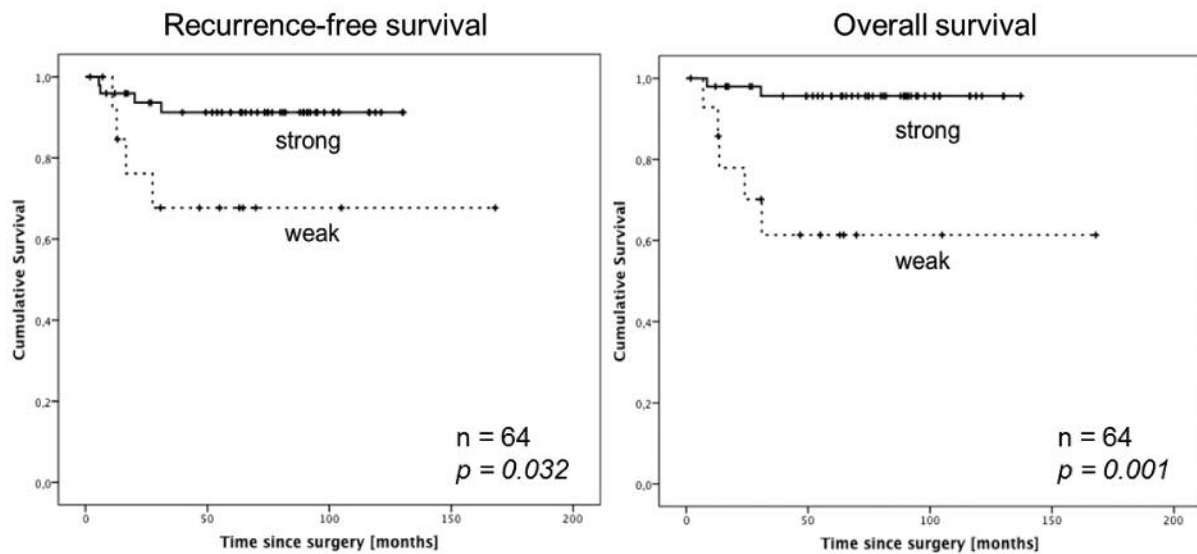 Recurrence-free survival
Cumulative Survival
1,0
0,8
0,6
0,4
0,2
0,0
strong
weak
n = 64
p = 0.032
0
50
100
150
200
Time since surgery [months]
Overall survival
Cumulative Survival
1,0
0,8
0,6
0,4
0,2
0,0
strong
weak
n = 64
p = 0.001
0
50
100
150
200
Time since surgery [months]